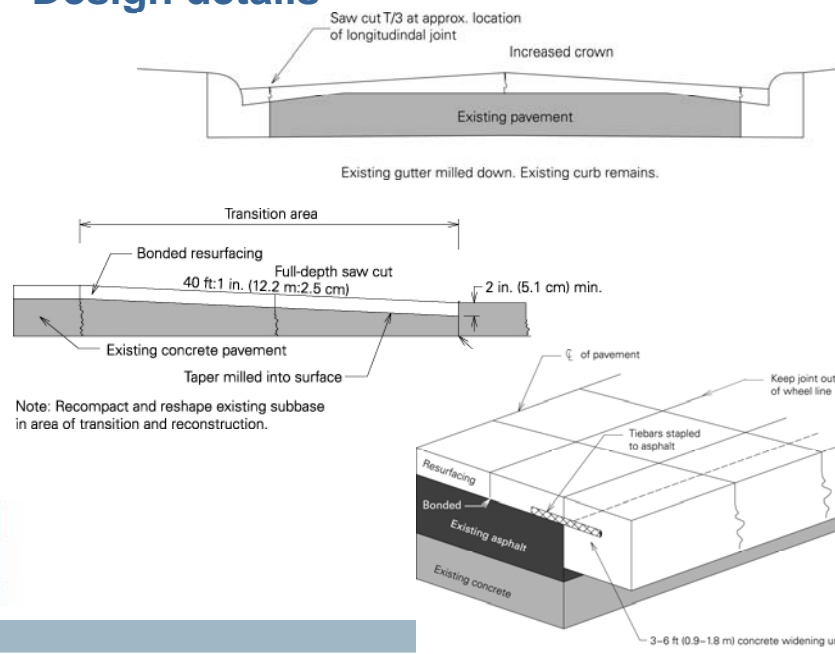 Design details
Saw cut T/3 at approx. location
of longitudindal joint
Increased crown
Existing pavement
Existing gutter milled down. Existing curb remains.
Transition area
Bonded resurfacing
Full-depth saw cut
40 ft:1 in. (12.2 m:2.5 cm)
2 in. (5.1 cm) min.
Existing concrete pavement
Taper milled into surface
Note: Recompact and reshape existing subbase
in area of transition and reconstruction.
℄ of pavement
Keep joint out
of wheel line
Tiebars stapled
to asphalt
Resurfacing
Bonded
Existing asphalt
Existing concrete
3–6 ft (0.9–1.8 m) concrete widening